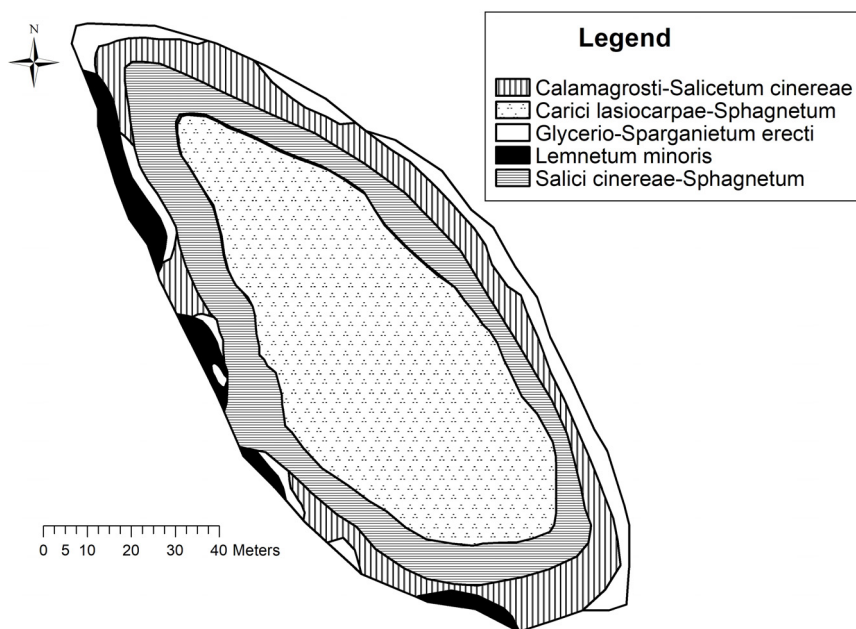 N
Legend
Calamagrosti-Salicetum cinereae
Carici lasiocarpae-Sphagnetum
Glycerio-Sparganietum erecti
Lemnetum minoris
Salici cinereae-Sphagnetum
0 5 10 20 30 40 Meters